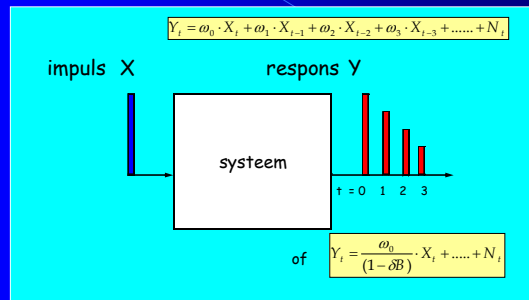 Y_t = ω_0 · X_t + ω_1 · X_{t-1} + ω_2 · X_{t-2} + ω_3 · X_{t-3} + ...... + N_t
impuls X respons Y
systeem
t = 0 1 2 3
of Y_t = ω_0 / (1 - δB) · X_t + ..... + N_t